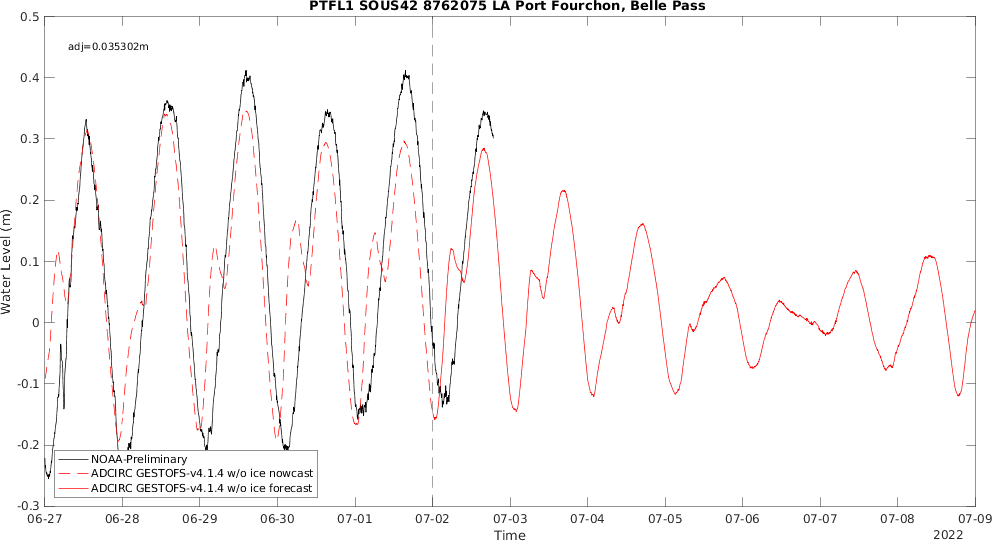 PTFL1 SOUS42 8762075 LA Port Fourchon, Belle Pass
adj=0.035302m
0.5
0.4
0.3
0.2
0.1
0
-0.1
-0.2
-0.3
Water Level (m)
NOAA-Preliminary
ADCIRC GESTOFS-v4.1.4 w/o ice nowcast
ADCIRC GESTOFS-v4.1.4 w/o ice forecast
06-27 06-28 06-29 06-30 07-01 07-02 07-03 07-04 07-05 07-06 07-07 07-08 07-09
Time
2022